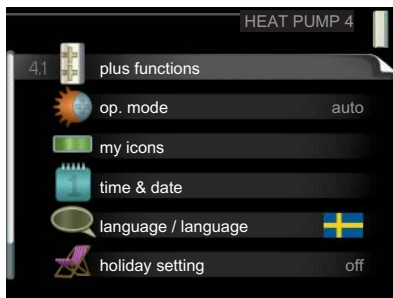 HEAT PUMP 4
4.1 plus functions
op. mode auto
my icons
1
time & date
language / language
holiday setting off